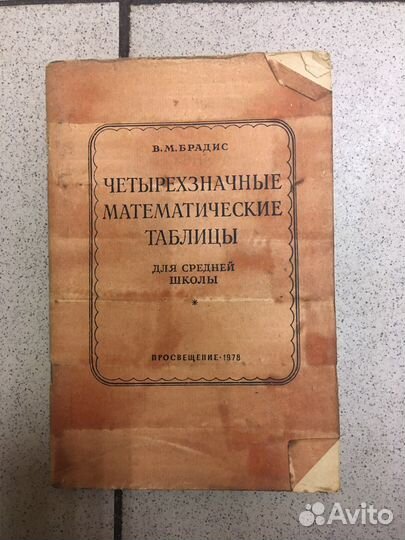 В. М. БРАДИС
ЧЕТЫРЕХЗНАЧНЫЕ
МАТЕМАТИЧЕСКИЕ
ТАБЛИЦЫ
ДЛЯ СРЕДНЕЙ
ШКОЛЫ
*
ПРОСВЕЩЕНИЕ · 1978
Avito